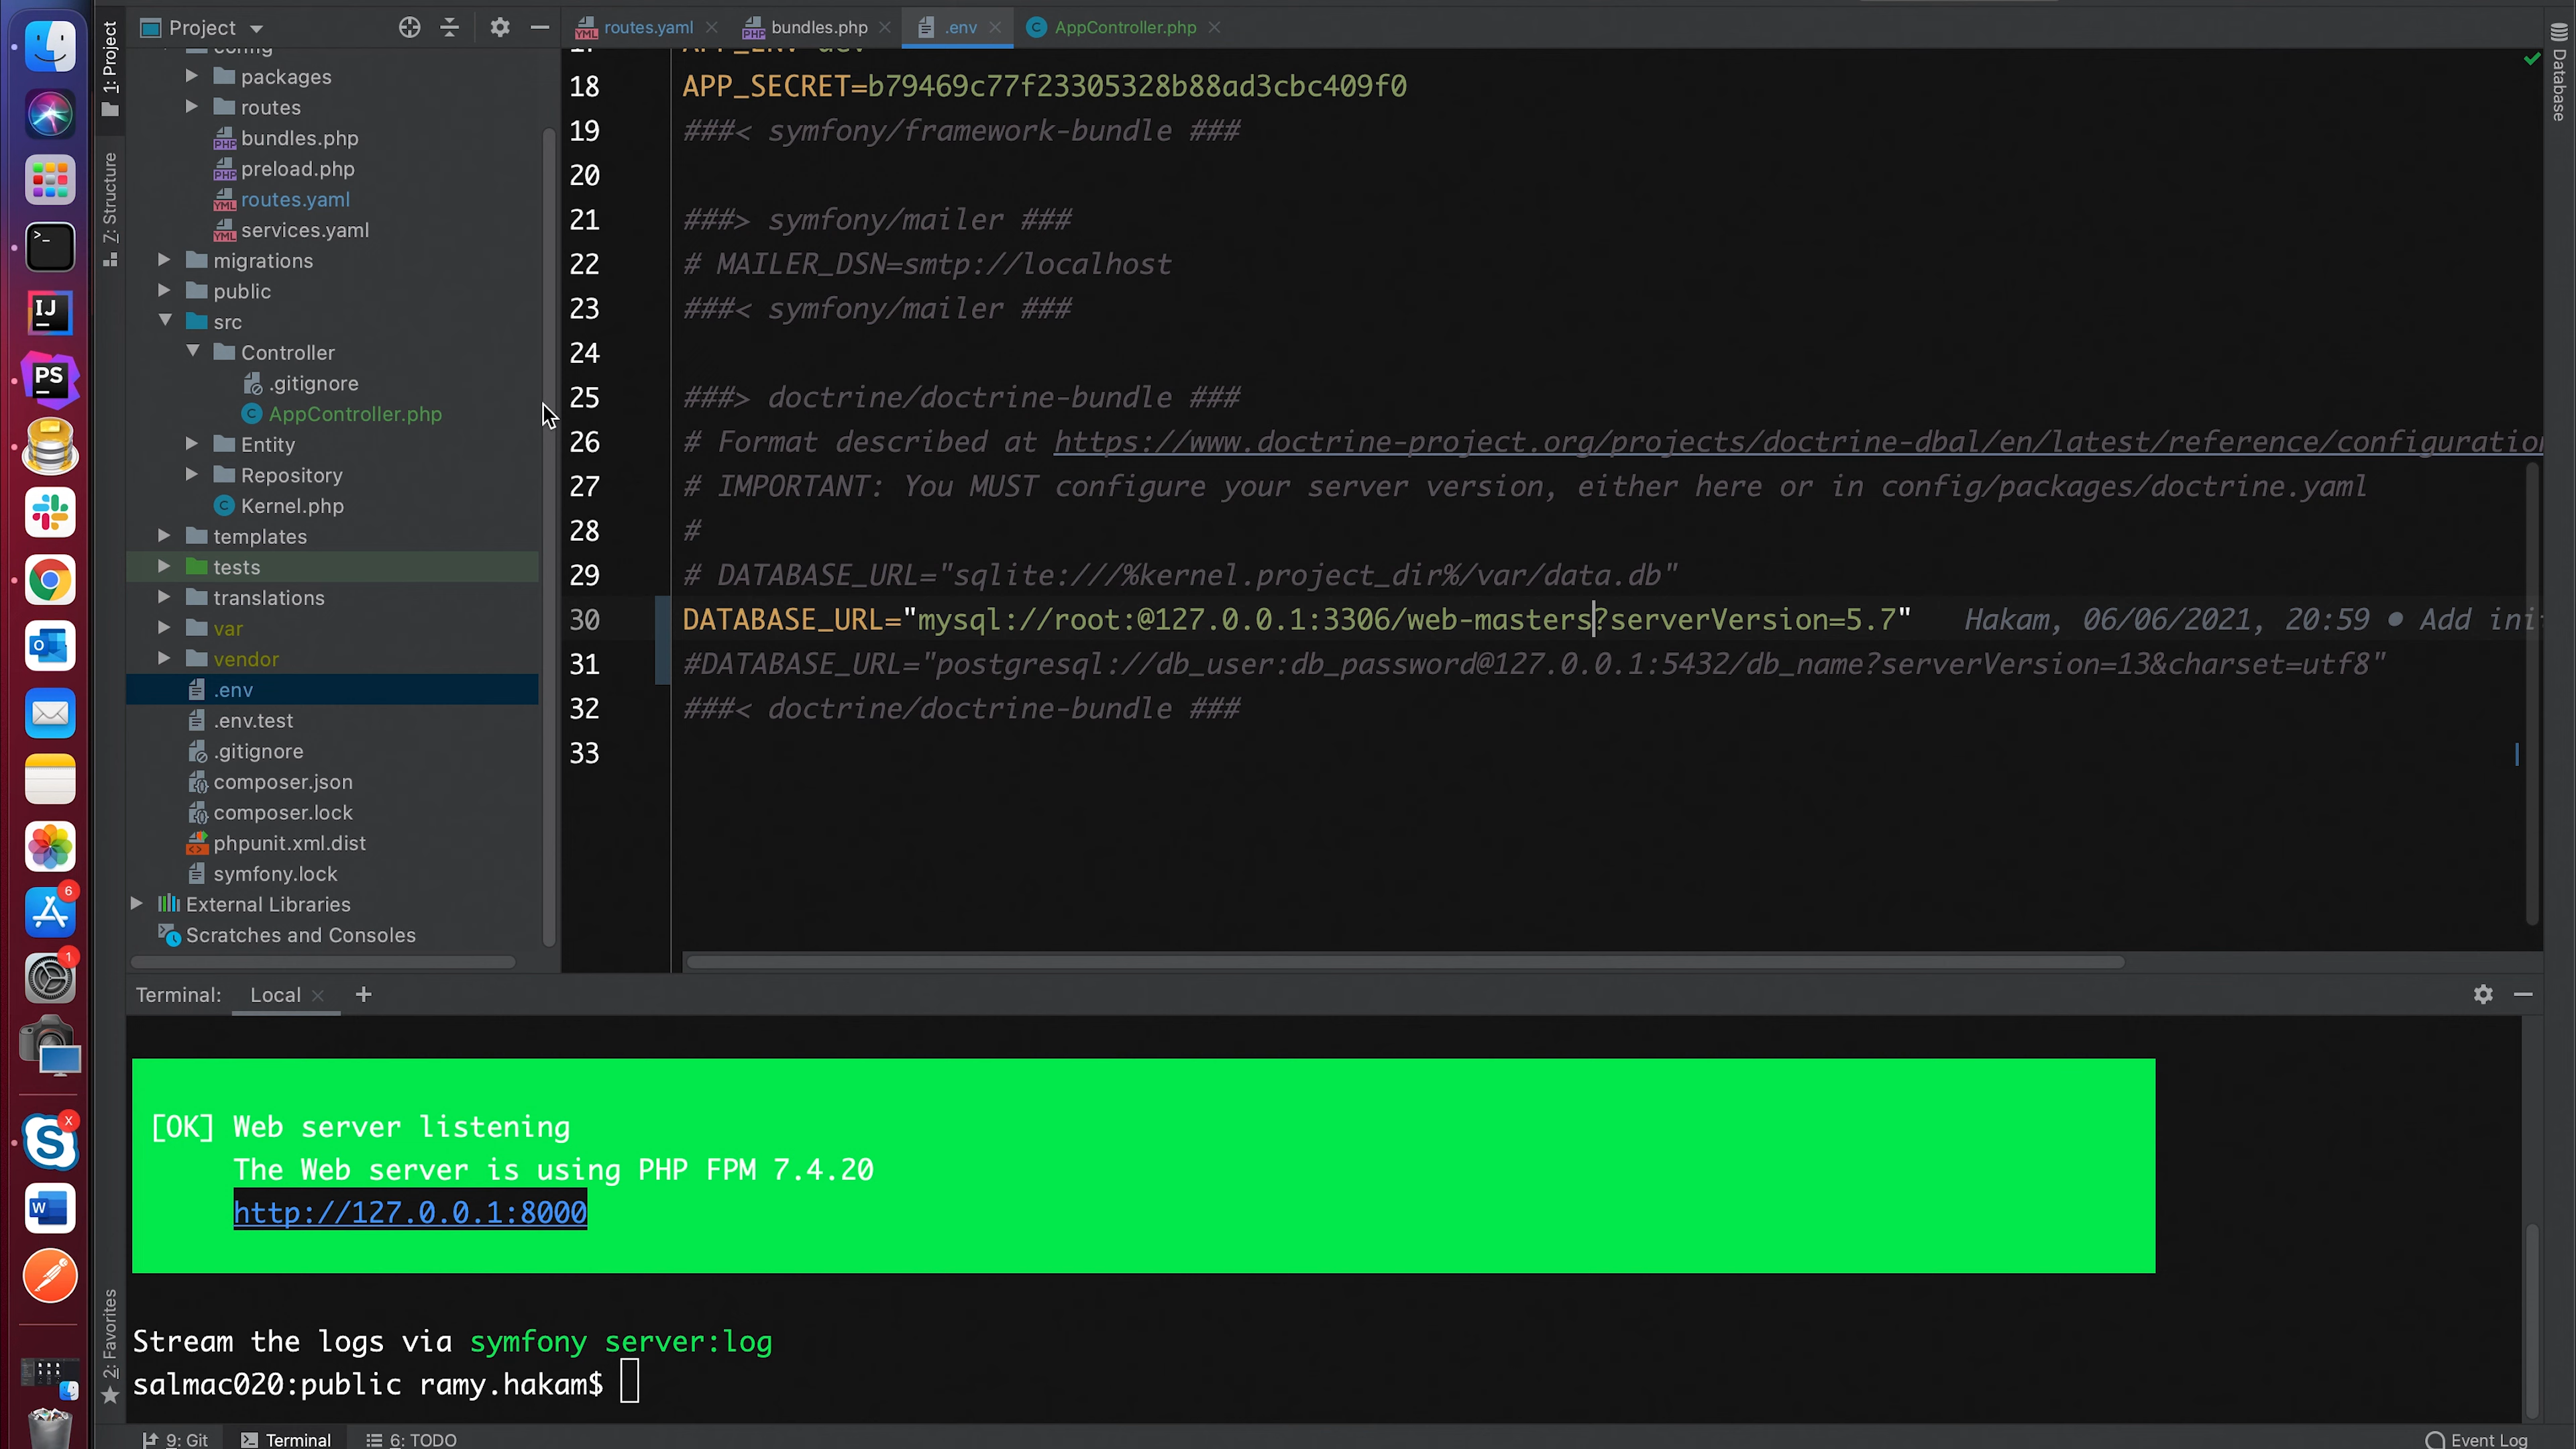 Project
routes.yaml
bundles.php
.env
AppController.php
1: Project
7: Structure
2: Favorites
Database
config
packages
routes
bundles.php
preload.php
routes.yaml
services.yaml
migrations
public
src
Controller
.gitignore
AppController.php
Entity
Repository
Kernel.php
templates
tests
translations
var
vendor
.env
.env.test
.gitignore
composer.json
composer.lock
phpunit.xml.dist
symfony.lock
External Libraries
Scratches and Consoles
17 APP_ENV=dev
18 APP_SECRET=b79469c77f23305328b88ad3cbc409f0
19 ###< symfony/framework-bundle ###
20
21 ###> symfony/mailer ###
22 # MAILER_DSN=smtp://localhost
23 ###< symfony/mailer ###
24
25 ###> doctrine/doctrine-bundle ###
26 # Format described at https://www.doctrine-project.org/projects/doctrine-dbal/en/latest/reference/configuration
27 # IMPORTANT: You MUST configure your server version, either here or in config/packages/doctrine.yaml
28 #
29 # DATABASE_URL="sqlite:///%kernel.project_dir%/var/data.db"
30 DATABASE_URL="mysql://root:@127.0.0.1:3306/web-masters?serverVersion=5.7" Hakam, 06/06/2021, 20:59 • Add ini
31 #DATABASE_URL="postgresql://db_user:db_password@127.0.0.1:5432/db_name?serverVersion=13&charset=utf8"
32 ###< doctrine/doctrine-bundle ###
33
Terminal: Local +
[OK] Web server listening
The Web server is using PHP FPM 7.4.20
http://127.0.0.1:8000
Stream the logs via symfony server:log
salmac020:public ramy.hakam$
9: Git
Terminal
6: TODO
Event Log
IJ
PS
6
1
X
S
W